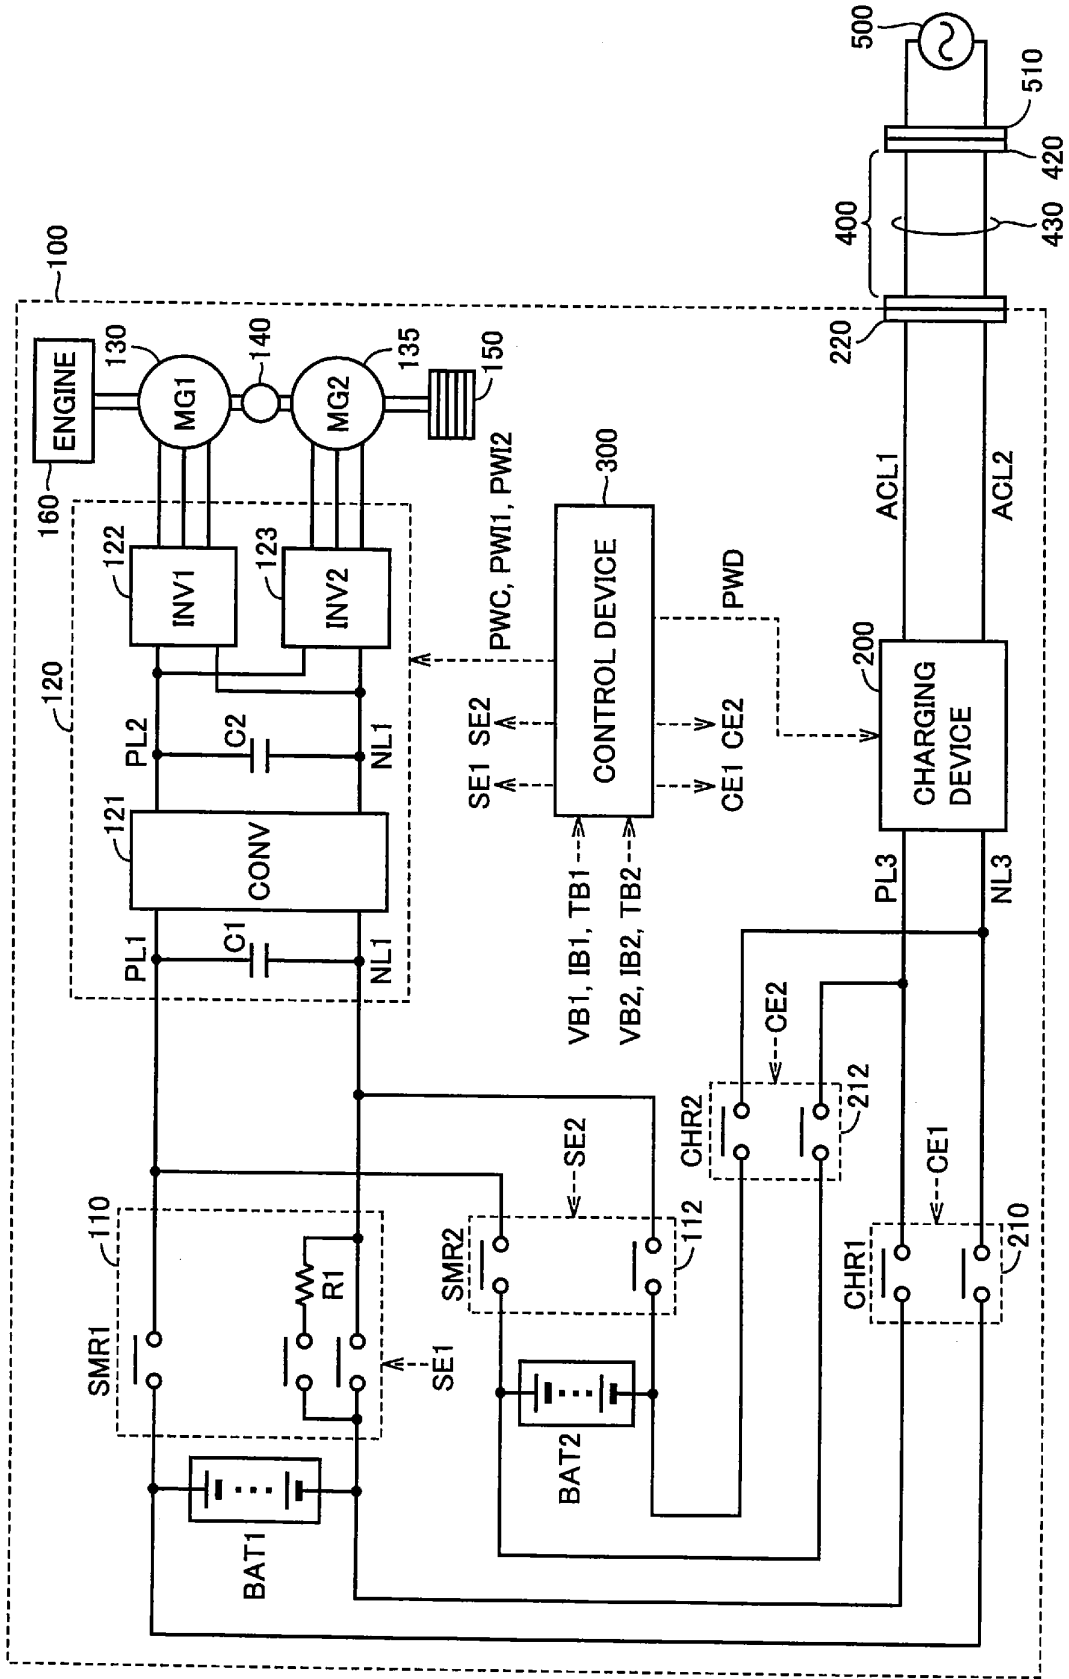 100
ENGINE
160
130
MG1
140
MG2
135
150
120
122
INV1
123
INV2
PL2
C2
NL1
121
CONV
PL1
C1
NL1
PWC, PWI1, PWI2
SE1
SE2
300
CONTROL DEVICE
PWD
CE1
CE2
VB1, IB1, TB1
VB2, IB2, TB2
110
SMR1
R1
SE1
BAT1
SMR2
SE2
112
BAT2
CHR2
CE2
212
CHR1
CE1
210
PL3
NL3
200
CHARGING
DEVICE
ACL1
ACL2
220
400
430
420
510
500